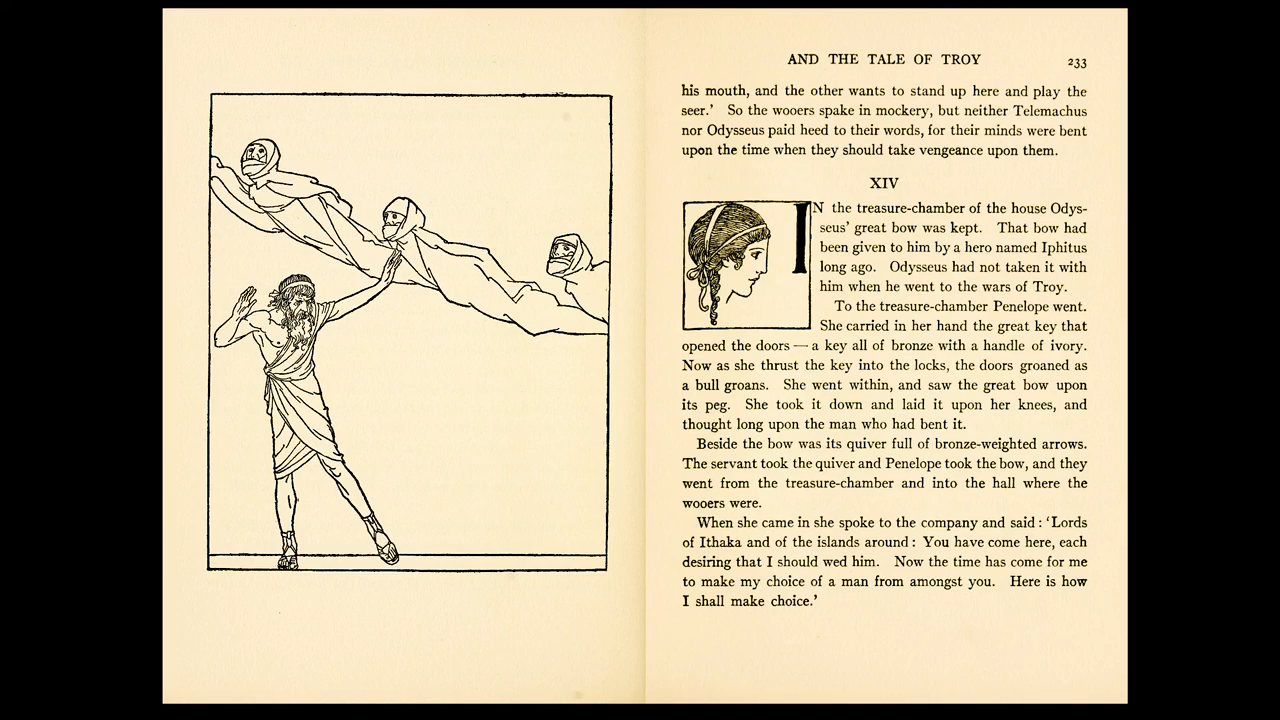 AND THE TALE OF TROY 233
his mouth, and the other wants to stand up here and play the
seer.' So the wooers spake in mockery, but neither Telemachus
nor Odysseus paid heed to their words, for their minds were bent
upon the time when they should take vengeance upon them.
XIV
IN the treasure-chamber of the house Odys-
seus' great bow was kept. That bow had
been given to him by a hero named Iphitus
long ago. Odysseus had not taken it with
him when he went to the wars of Troy.
To the treasure-chamber Penelope went.
She carried in her hand the great key that
opened the doors — a key all of bronze with a handle of ivory.
Now as she thrust the key into the locks, the doors groaned as
a bull groans. She went within, and saw the great bow upon
its peg. She took it down and laid it upon her knees, and
thought long upon the man who had bent it.
Beside the bow was its quiver full of bronze-weighted arrows.
The servant took the quiver and Penelope took the bow, and they
went from the treasure-chamber and into the hall where the
wooers were.
When she came in she spoke to the company and said : 'Lords
of Ithaka and of the islands around : You have come here, each
desiring that I should wed him. Now the time has come for me
to make my choice of a man from amongst you. Here is how
I shall make choice.'